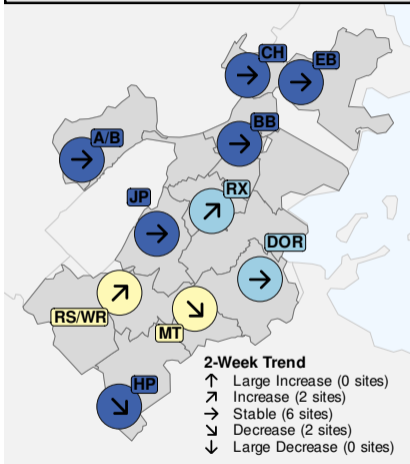 CH
EB
BB
A/B
RX
JP
DOR
RS/WR
MT
HP
2-Week Trend
↑ Large Increase (0 sites)
↗ Increase (2 sites)
→ Stable (6 sites)
↘ Decrease (2 sites)
↓ Large Decrease (0 sites)